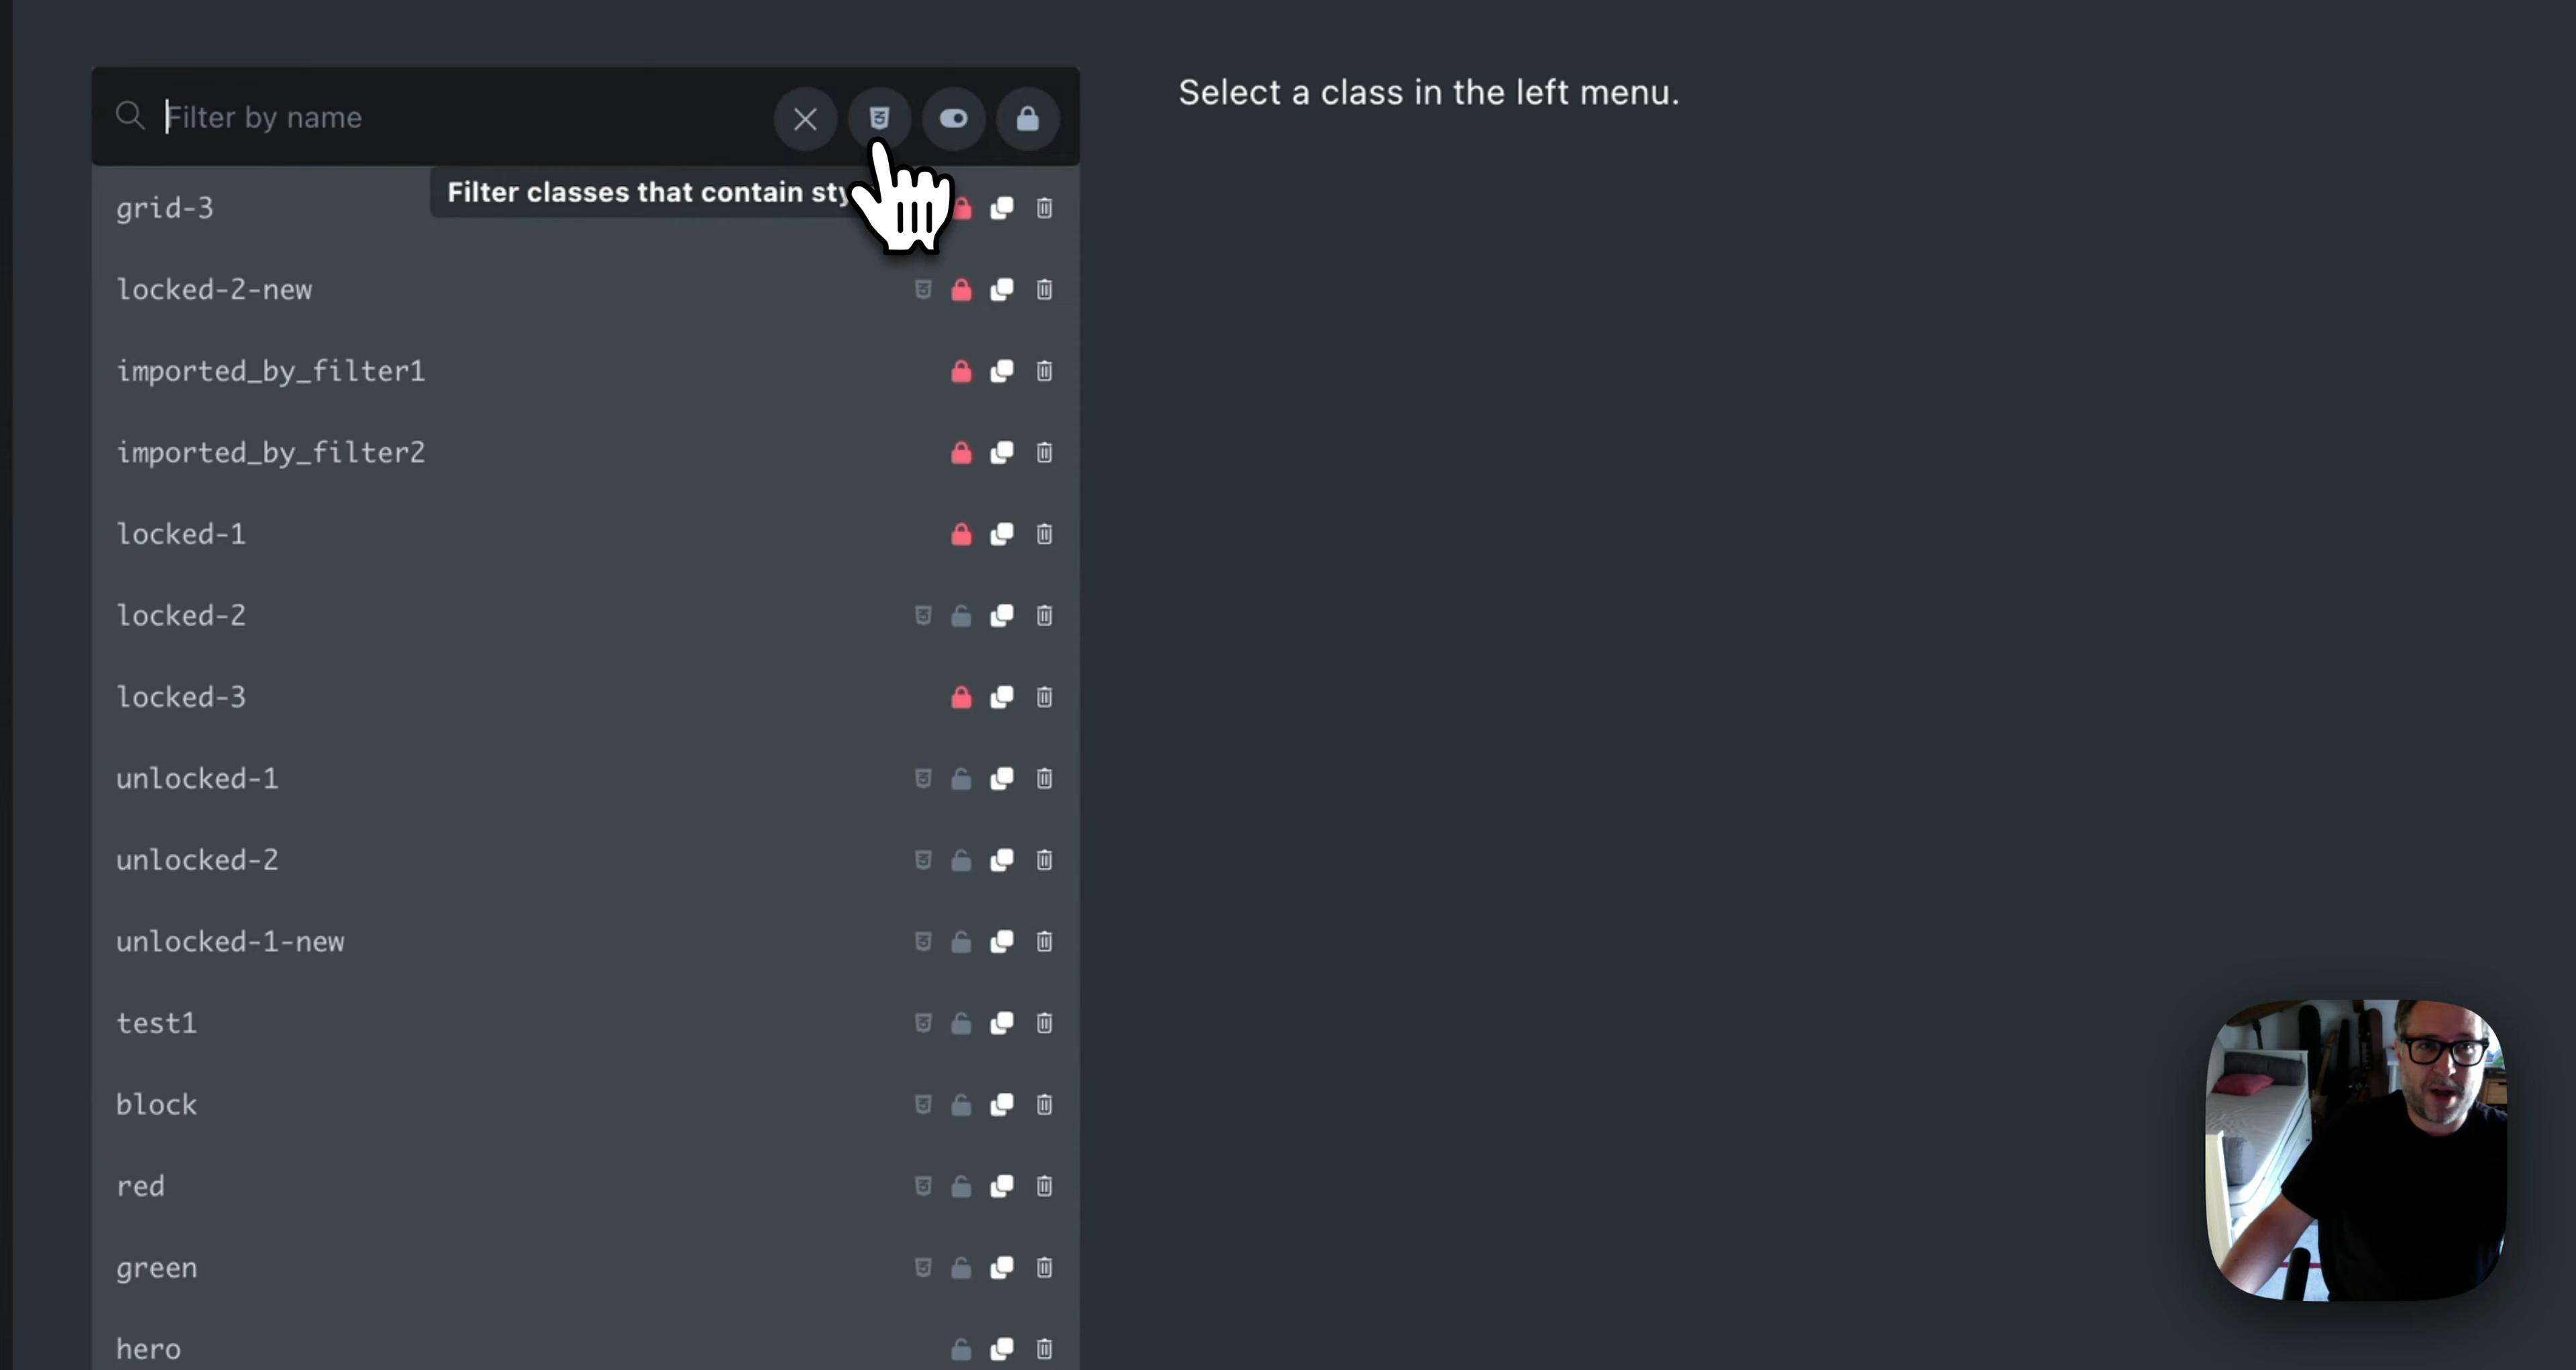 Filter by name
Select a class in the left menu.
Filter classes that contain
grid-3
locked-2-new
imported_by_filter1
imported_by_filter2
locked-1
locked-2
locked-3
unlocked-1
unlocked-2
unlocked-1-new
test1
block
red
green
hero